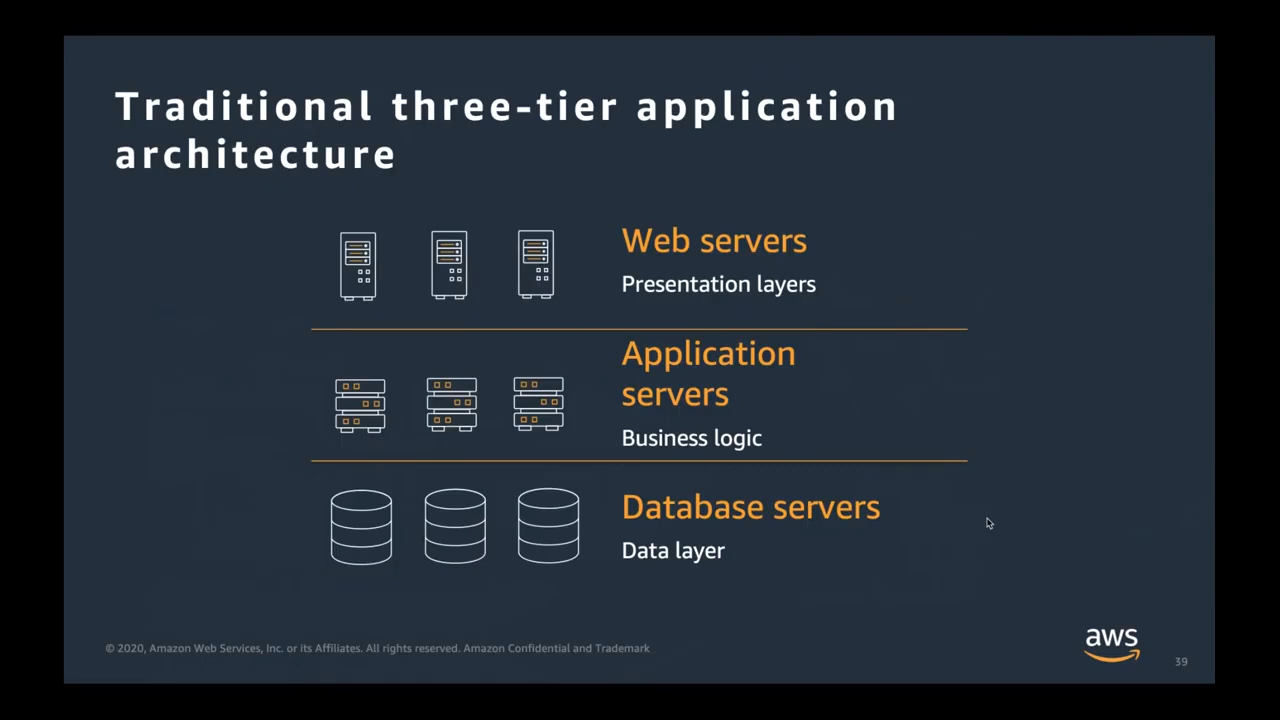 Traditional three-tier application
architecture
Web servers
Presentation layers
Application
servers
Business logic
Database servers
Data layer
© 2020, Amazon Web Services, Inc. or its Affiliates. All rights reserved. Amazon Confidential and Trademark
aws
39